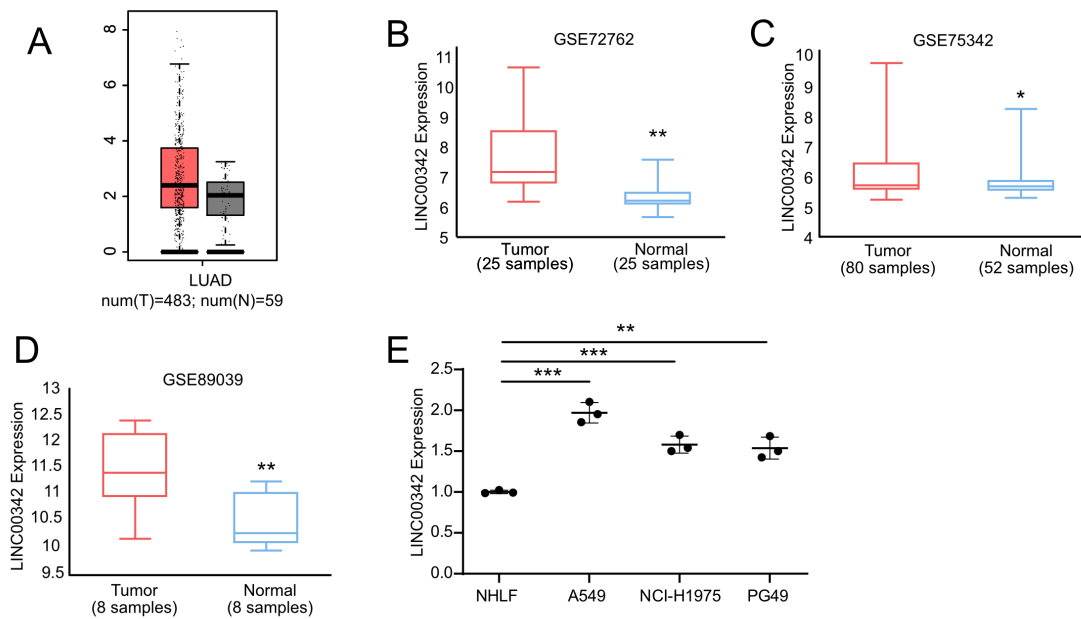 A
8
6
4
2
0
LUAD
num(T)=483; num(N)=59
B
GSE72762
LINC00342 Expression
11
10
9
8
7
6
5
**
Tumor
(25 samples)
Normal
(25 samples)
C
GSE75342
LINC00342 Expression
10
9
8
7
6
5
4
*
Tumor
(80 samples)
Normal
(52 samples)
D
GSE89039
LINC00342 Expression
13
12.5
12
11.5
11
10.5
10
9.5
**
Tumor
(8 samples)
Normal
(8 samples)
E
LINC00342 Expression
2.5
2.0
1.5
1.0
0.5
0.0
**
***
***
NHLF
A549
NCI-H1975
PG49